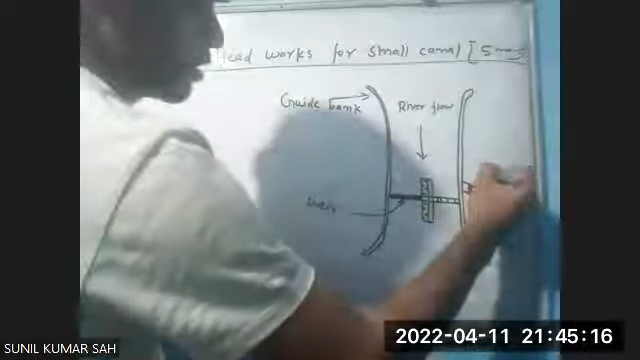 Head works for small canal [5
Guide bank
River flow
weir
SUNIL KUMAR SAH
2022-04-11 21:45:16